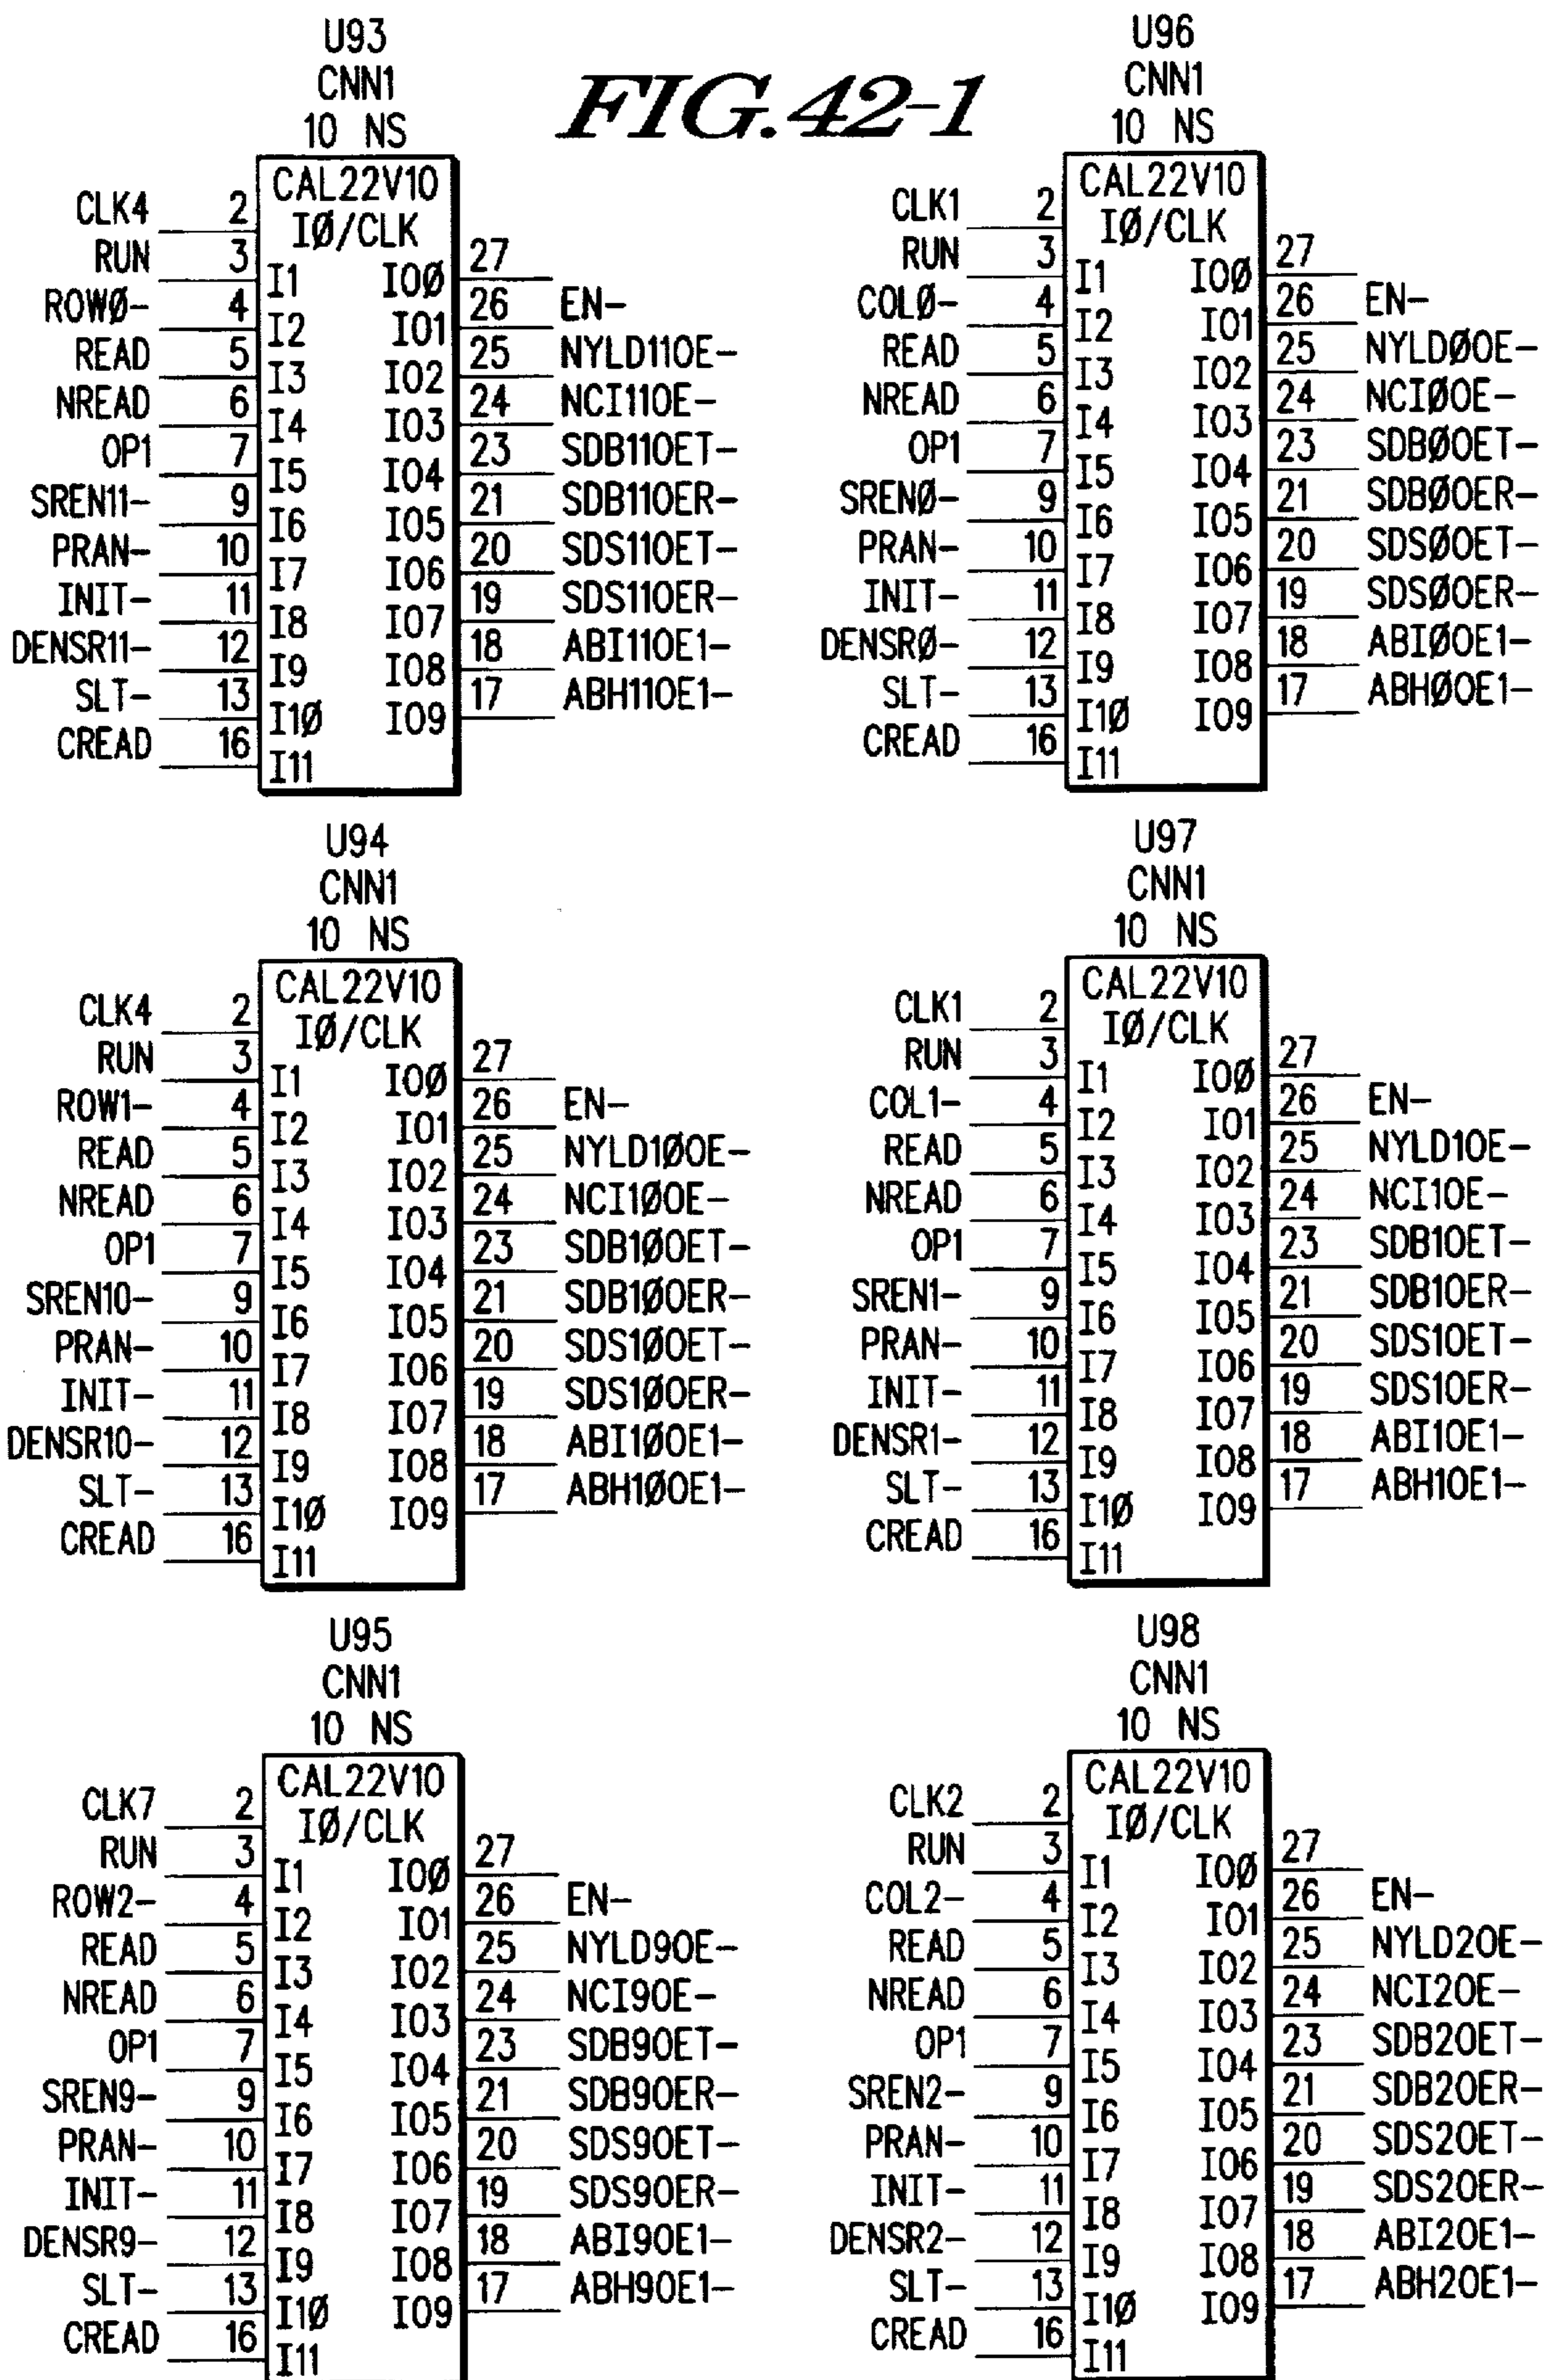 FIG.42-1
U93
CNN1
10 NS
CAL22V10
CLK4 2 IØ/CLK
RUN 3 I1 IOØ 27
ROWØ- 4 I2 IO1 26 EN-
READ 5 I3 IO2 25 NYLD110E-
NREAD 6 I4 IO3 24 NCI110E-
OP1 7 I5 IO4 23 SDB110ET-
SREN11- 9 I6 IO5 21 SDB110ER-
PRAN- 10 I7 IO6 20 SDS110ET-
INIT- 11 I8 IO7 19 SDS110ER-
DENSR11- 12 I9 IO8 18 ABI110E1-
SLT- 13 I1Ø IO9 17 ABH110E1-
CREAD 16 I11
U96
CNN1
10 NS
CAL22V10
CLK1 2 IØ/CLK
RUN 3 I1 IOØ 27
COLØ- 4 I2 IO1 26 EN-
READ 5 I3 IO2 25 NYLDØOE-
NREAD 6 I4 IO3 24 NCIØOE-
OP1 7 I5 IO4 23 SDBØOET-
SRENØ- 9 I6 IO5 21 SDBØOER-
PRAN- 10 I7 IO6 20 SDSØOET-
INIT- 11 I8 IO7 19 SDSØOER-
DENSRØ- 12 I9 IO8 18 ABIØOE1-
SLT- 13 I1Ø IO9 17 ABHØOE1-
CREAD 16 I11
U94
CNN1
10 NS
CAL22V10
CLK4 2 IØ/CLK
RUN 3 I1 IOØ 27
ROW1- 4 I2 IO1 26 EN-
READ 5 I3 IO2 25 NYLD1ØOE-
NREAD 6 I4 IO3 24 NCI1ØOE-
OP1 7 I5 IO4 23 SDB1ØOET-
SREN10- 9 I6 IO5 21 SDB1ØOER-
PRAN- 10 I7 IO6 20 SDS1ØOET-
INIT- 11 I8 IO7 19 SDS1ØOER-
DENSR10- 12 I9 IO8 18 ABI1ØOE1-
SLT- 13 I1Ø IO9 17 ABH1ØOE1-
CREAD 16 I11
U97
CNN1
10 NS
CAL22V10
CLK1 2 IØ/CLK
RUN 3 I1 IOØ 27
COL1- 4 I2 IO1 26 EN-
READ 5 I3 IO2 25 NYLD1OE-
NREAD 6 I4 IO3 24 NCI1OE-
OP1 7 I5 IO4 23 SDB1OET-
SREN1- 9 I6 IO5 21 SDB1OER-
PRAN- 10 I7 IO6 20 SDS1OET-
INIT- 11 I8 IO7 19 SDS1OER-
DENSR1- 12 I9 IO8 18 ABI1OE1-
SLT- 13 I1Ø IO9 17 ABH1OE1-
CREAD 16 I11
U95
CNN1
10 NS
CAL22V10
CLK7 2 IØ/CLK
RUN 3 I1 IOØ 27
ROW2- 4 I2 IO1 26 EN-
READ 5 I3 IO2 25 NYLD9OE-
NREAD 6 I4 IO3 24 NCI9OE-
OP1 7 I5 IO4 23 SDB9OET-
SREN9- 9 I6 IO5 21 SDB9OER-
PRAN- 10 I7 IO6 20 SDS9OET-
INIT- 11 I8 IO7 19 SDS9OER-
DENSR9- 12 I9 IO8 18 ABI9OE1-
SLT- 13 I1Ø IO9 17 ABH9OE1-
CREAD 16 I11
U98
CNN1
10 NS
CAL22V10
CLK2 2 IØ/CLK
RUN 3 I1 IOØ 27
COL2- 4 I2 IO1 26 EN-
READ 5 I3 IO2 25 NYLD2OE-
NREAD 6 I4 IO3 24 NCI2OE-
OP1 7 I5 IO4 23 SDB2OET-
SREN2- 9 I6 IO5 21 SDB2OER-
PRAN- 10 I7 IO6 20 SDS2OET-
INIT- 11 I8 IO7 19 SDS2OER-
DENSR2- 12 I9 IO8 18 ABI2OE1-
SLT- 13 I1Ø IO9 17 ABH2OE1-
CREAD 16 I11